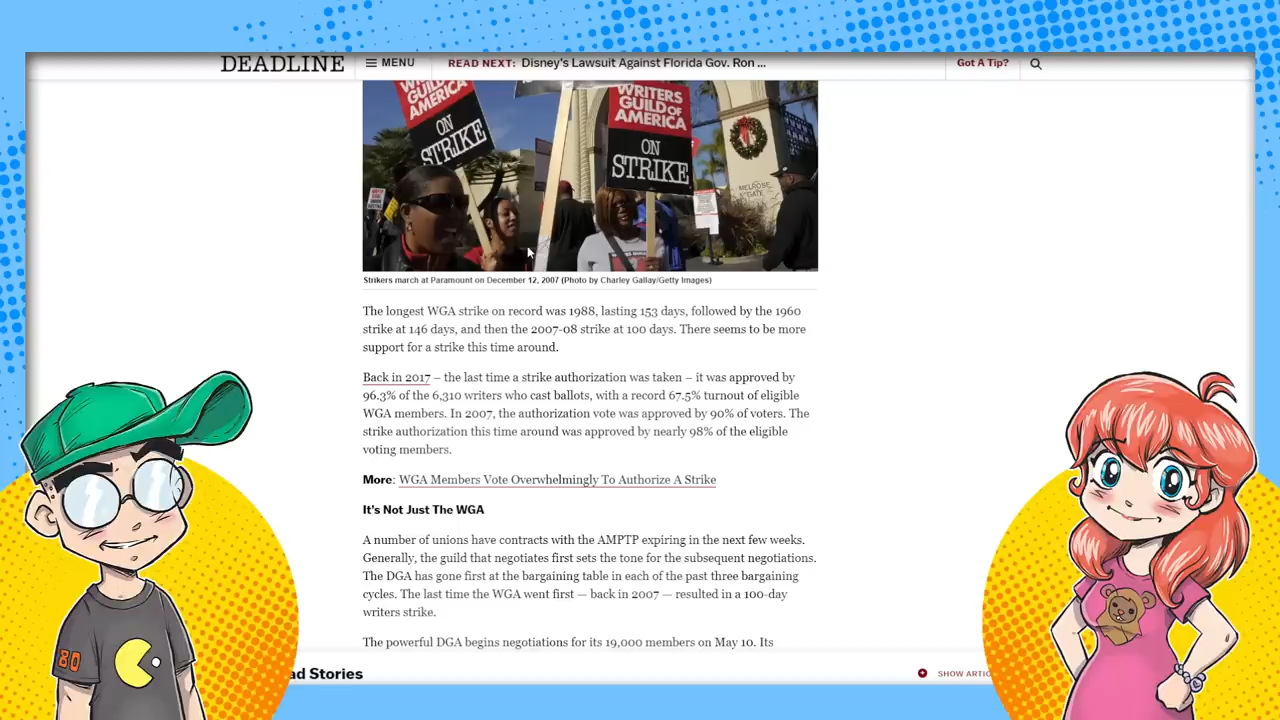 DEADLINE
MENU
READ NEXT: Disney's Lawsuit Against Florida Gov. Ron ...
Got A Tip?
WRITERS
GUILD OF
AMERICA
ON
STRIKE
GUILD
AMERICA
ON
STRIKE
MELROSE
GATE
Strikers march at Paramount on December 12, 2007 (Photo by Charley Gallay/Getty Images)
The longest WGA strike on record was 1988, lasting 153 days, followed by the 1960
strike at 146 days, and then the 2007-08 strike at 100 days. There seems to be more
support for a strike this time around.
Back in 2017 – the last time a strike authorization was taken – it was approved by
96.3% of the 6,310 writers who cast ballots, with a record 67.5% turnout of eligible
WGA members. In 2007, the authorization vote was approved by 90% of voters. The
strike authorization this time around was approved by nearly 98% of the eligible
voting members.
More: WGA Members Vote Overwhelmingly To Authorize A Strike
It's Not Just The WGA
A number of unions have contracts with the AMPTP expiring in the next few weeks.
Generally, the guild that negotiates first sets the tone for the subsequent negotiations.
The DGA has gone first at the bargaining table in each of the past three bargaining
cycles. The last time the WGA went first — back in 2007 — resulted in a 100-day
writers strike.
The powerful DGA begins negotiations for its 19,000 members on May 10. Its
ad Stories
SHOW ARTIC
80